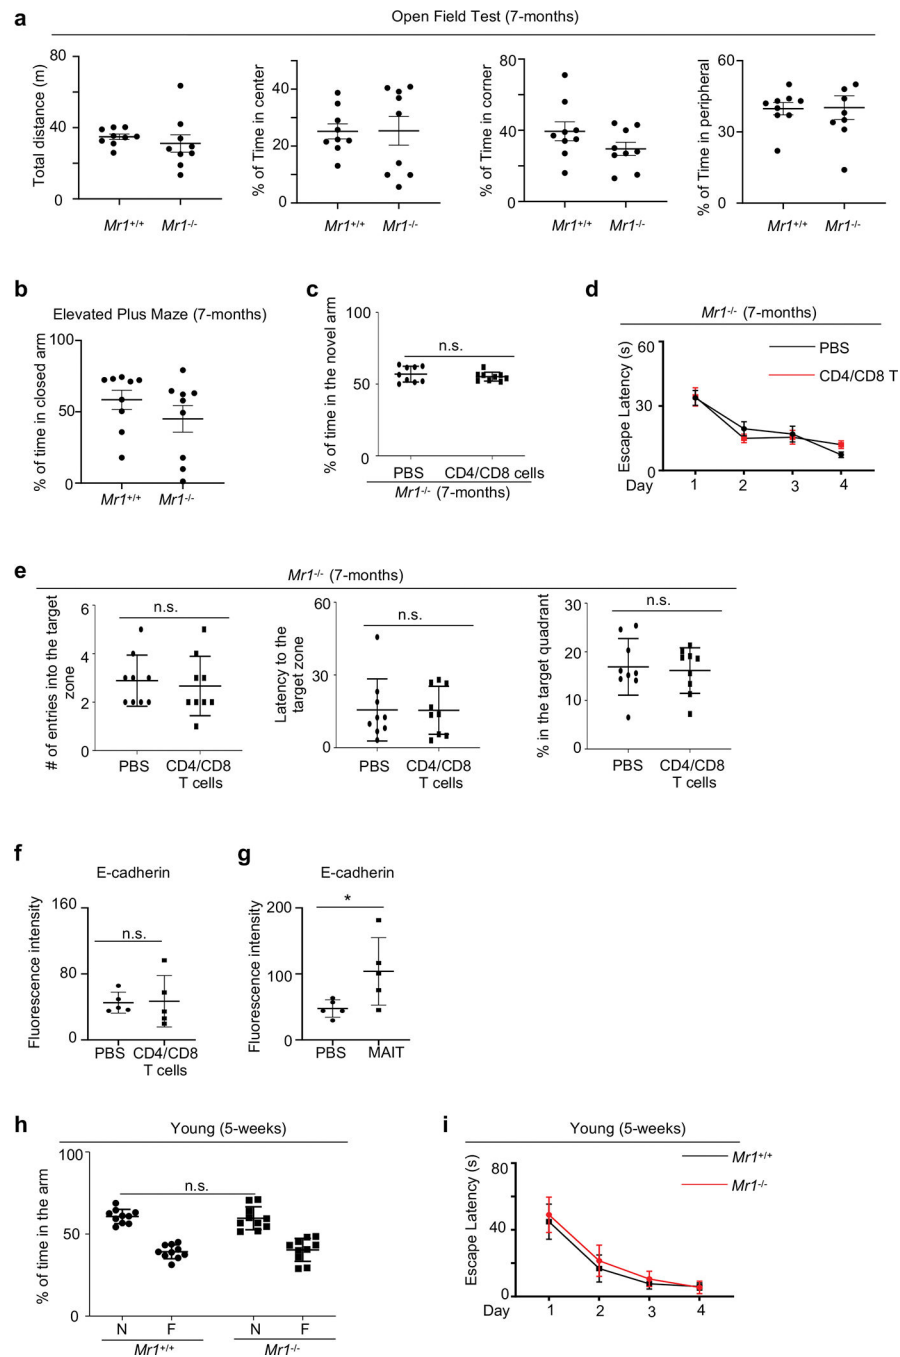 a
Open Field Test (7-months)
Total distance (m)
80
40
0
Mr1+/+ Mr1-/-
% of Time in center
40
20
0
Mr1+/+ Mr1-/-
% of Time in corner
80
40
0
Mr1+/+ Mr1-/-
% of Time in peripheral
60
30
0
Mr1+/+ Mr1-/-
b
Elevated Plus Maze (7-months)
% of time in closed arm
100
50
0
Mr1+/+ Mr1-/-
c
% of time in the novel arm
100
50
0
n.s.
PBS CD4/CD8 cells
Mr1-/- (7-months)
d
Mr1-/- (7-months)
Escape Latency (s)
60
30
0
PBS
CD4/CD8 T
Day 1 2 3 4
e
Mr1-/- (7-months)
# of entries into the target
zone
6
4
2
0
n.s.
PBS CD4/CD8
T cells
Latency to the
target zone
60
30
0
n.s.
PBS CD4/CD8
T cells
% in the target quadrant
30
20
10
0
n.s.
PBS CD4/CD8
T cells
f
E-cadherin
Fluorescence intensity
160
80
0
n.s.
PBS CD4/CD8
T cells
g
E-cadherin
Fluorescence intensity
200
100
0
*
PBS MAIT
h
Young (5-weeks)
% of time in the arm
100
50
0
n.s.
N F N F
Mr1+/+ Mr1-/-
i
Young (5-weeks)
Escape Latency (s)
80
40
0
Mr1+/+
Mr1-/-
Day 1 2 3 4